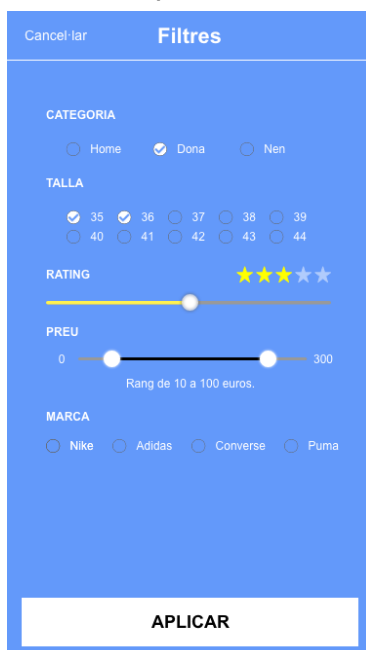 Cancel·lar Filtres
CATEGORIA
Home Dona Nen
TALLA
35 36 37 38 39
40 41 42 43 44
RATING
PREU
0 300
Rang de 10 a 100 euros.
MARCA
Nike Adidas Converse Puma
APLICAR